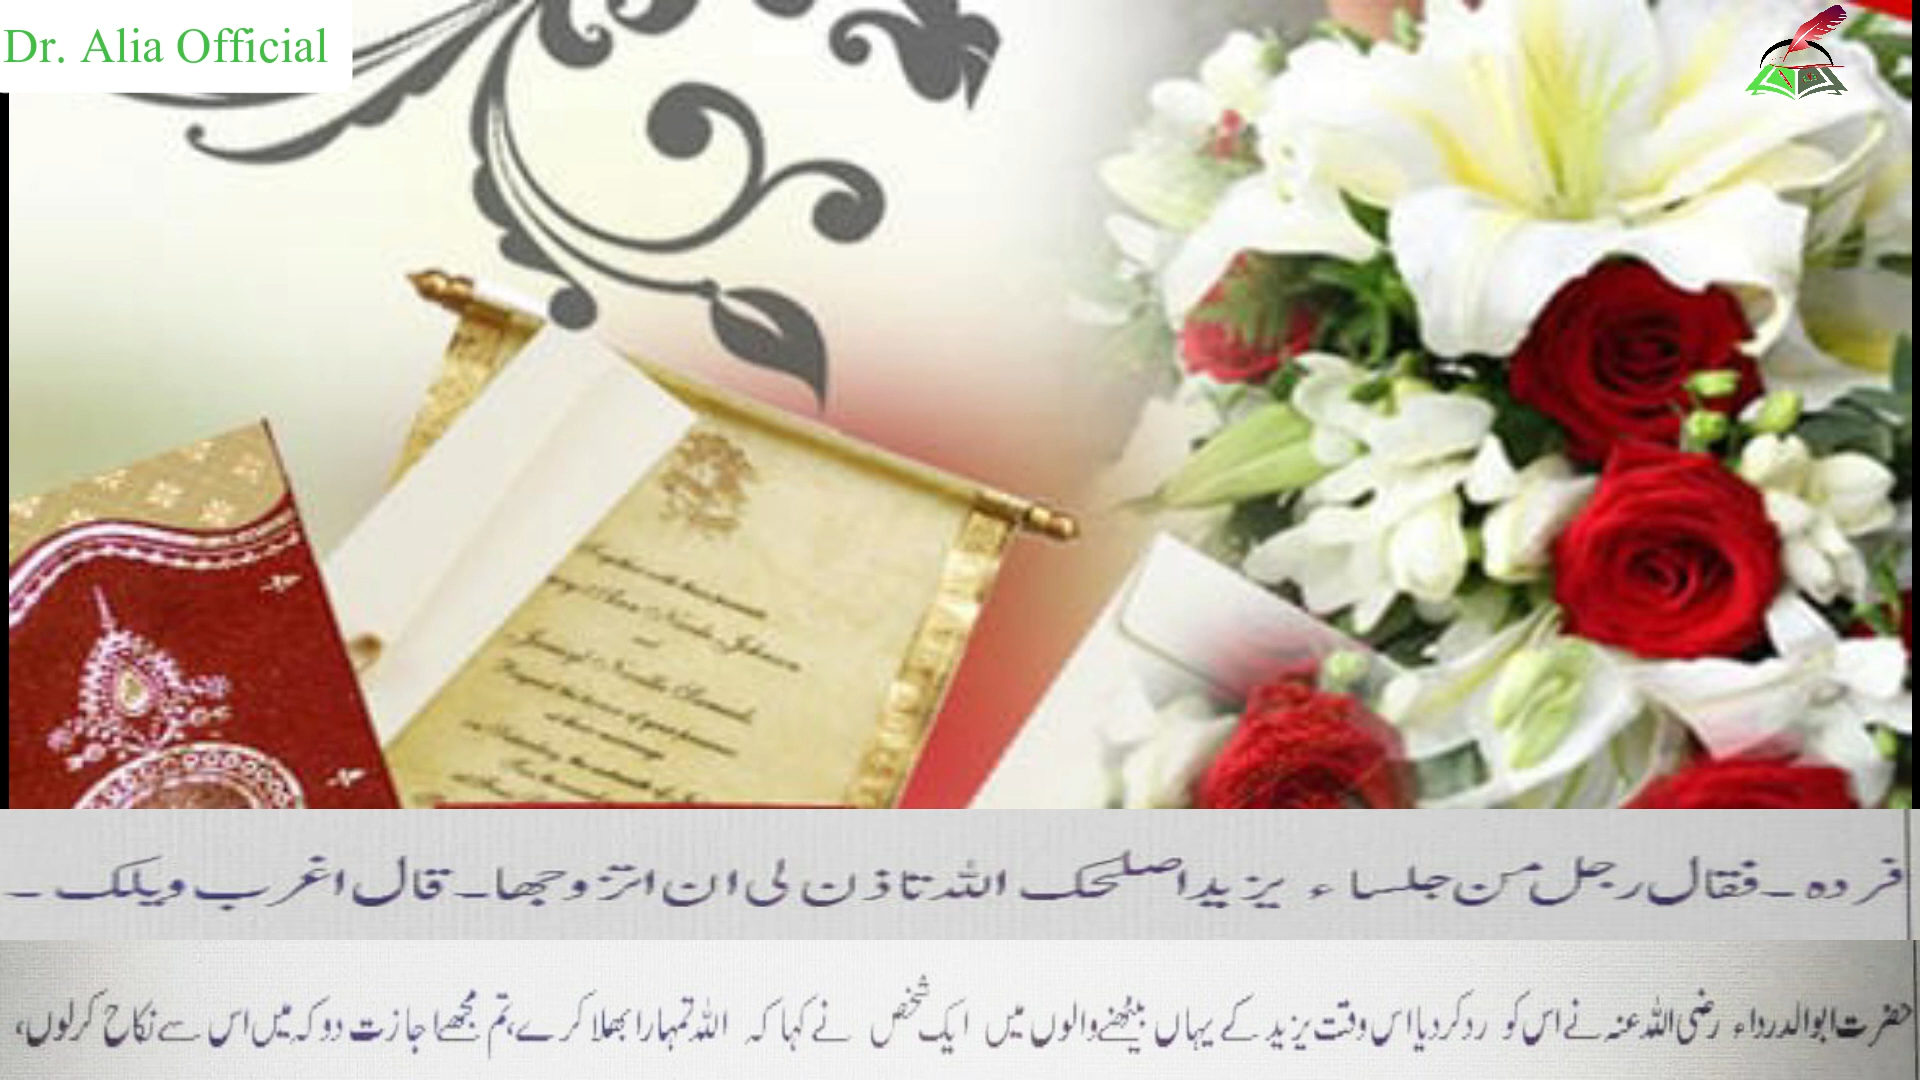 Dr. Alia Official
and
فردہ ۔ فقال رجل من جلساء یزید اصلحک اللہ تاذن لی ان اتزوجھا ۔ قال اغرب ویلک ۔
حضرت ابوالدرداء رضی اللہ عنہ نے اس کو رد کر دیا اس وقت یزید کے یہاں بیٹھنے والوں میں ایک شخص نے کہا کہ اللہ تمہارا بھلا کرے، تم مجھے اجازت دو کہ میں اس سے نکاح کرلوں،